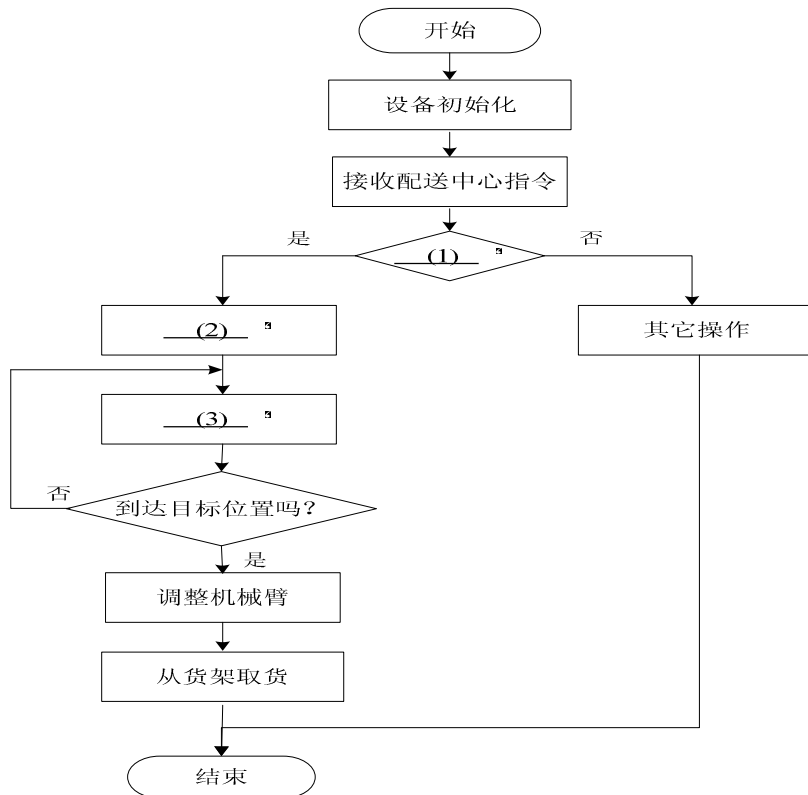 开始
设备初始化
接收配送中心指令
是
否
(1)
(2)
其它操作
(3)
否
到达目标位置吗?
是
调整机械臂
从货架取货
结束